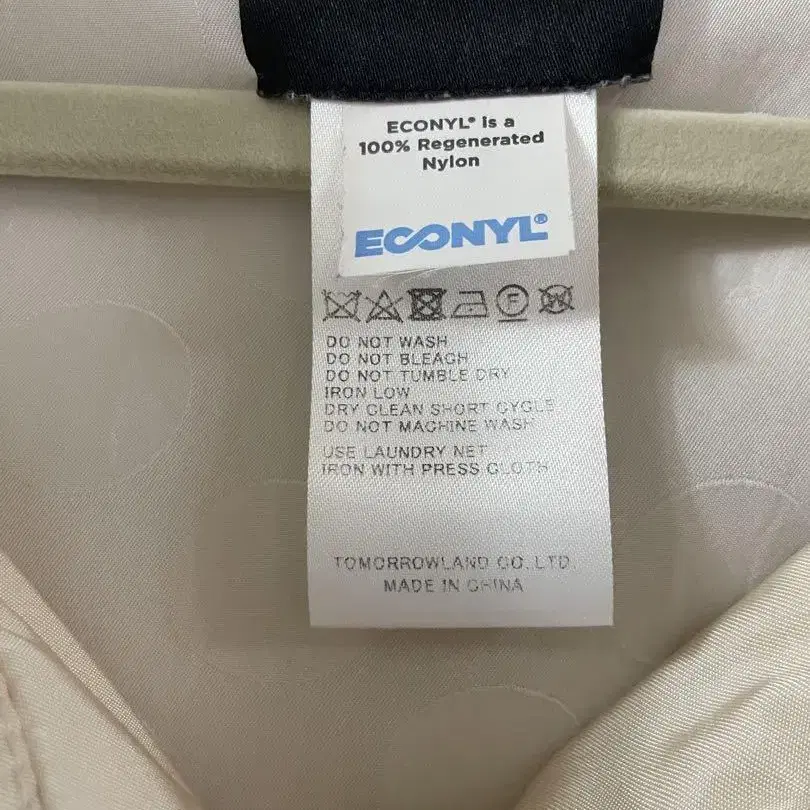 ECONYL® is a
100% Regenerated
Nylon
ECONYL®
F W
DO NOT WASH
DO NOT BLEACH
DO NOT TUMBLE DRY
IRON LOW
DRY CLEAN SHORT CYCLE
DO NOT MACHINE WASH
USE LAUNDRY NET
IRON WITH PRESS CLOTH
TOMORROWLAND CO.,LTD.
MADE IN CHINA